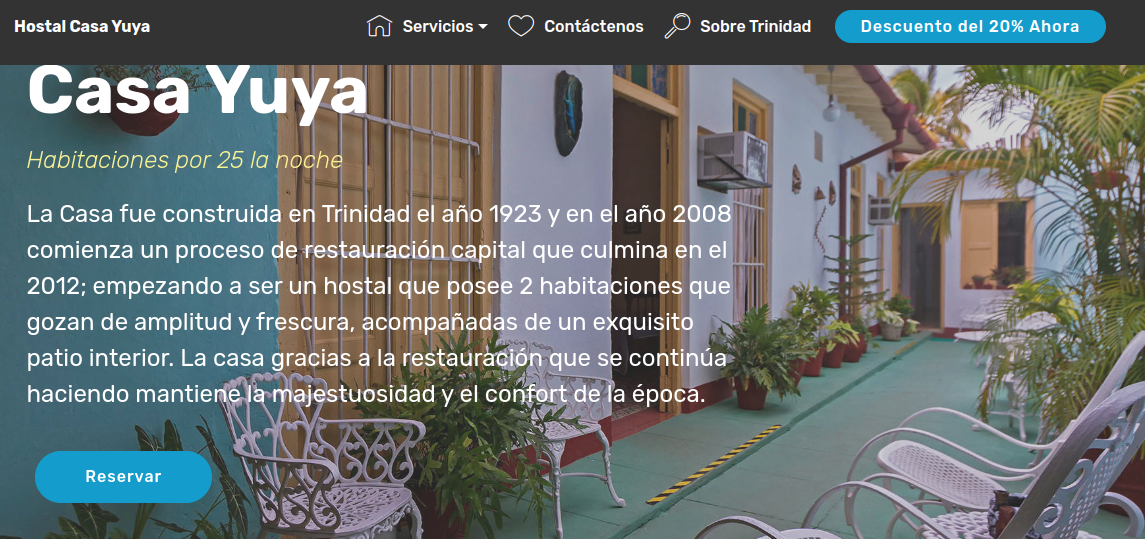 Hostal Casa Yuya
Servicios
Contáctenos
Sobre Trinidad
Descuento del 20% Ahora
Casa Yuya
Habitaciones por 25 la noche
La Casa fue construida en Trinidad el año 1923 y en el año 2008
comienza un proceso de restauración capital que culmina en el
2012; empezando a ser un hostal que posee 2 habitaciones que
gozan de amplitud y frescura, acompañadas de un exquisito
patio interior. La casa gracias a la restauración que se continúa
haciendo mantiene la majestuosidad y el confort de la época.
Reservar